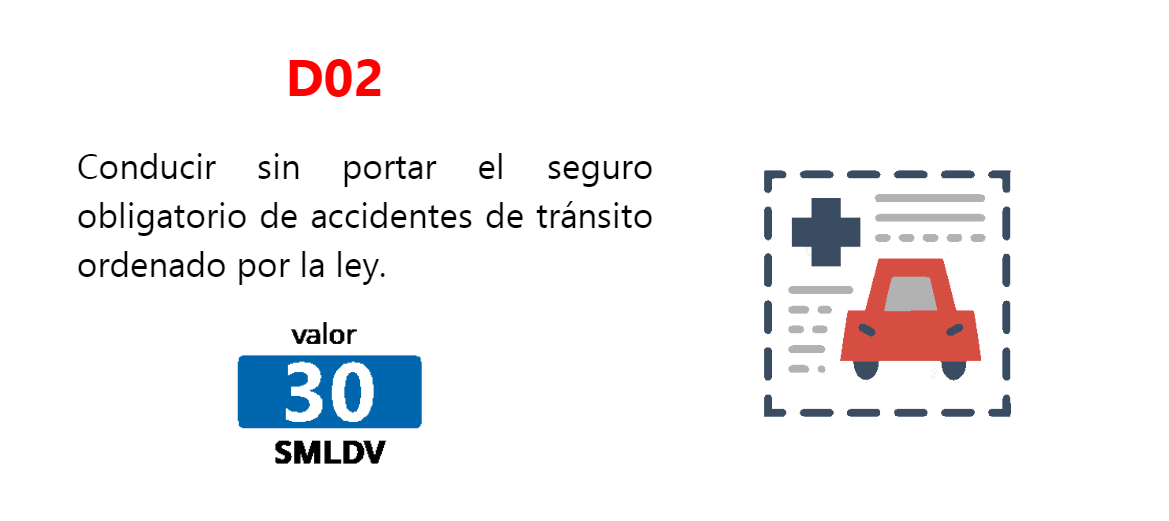 D02
Conducir sin portar el seguro
obligatorio de accidentes de tránsito
ordenado por la ley.
valor
30
SMLDV